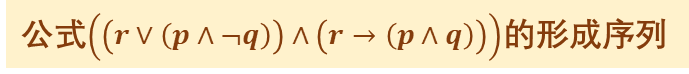 公式((r ∨ (p ∧ ¬q)) ∧ (r → (p ∧ q)))的形成序列